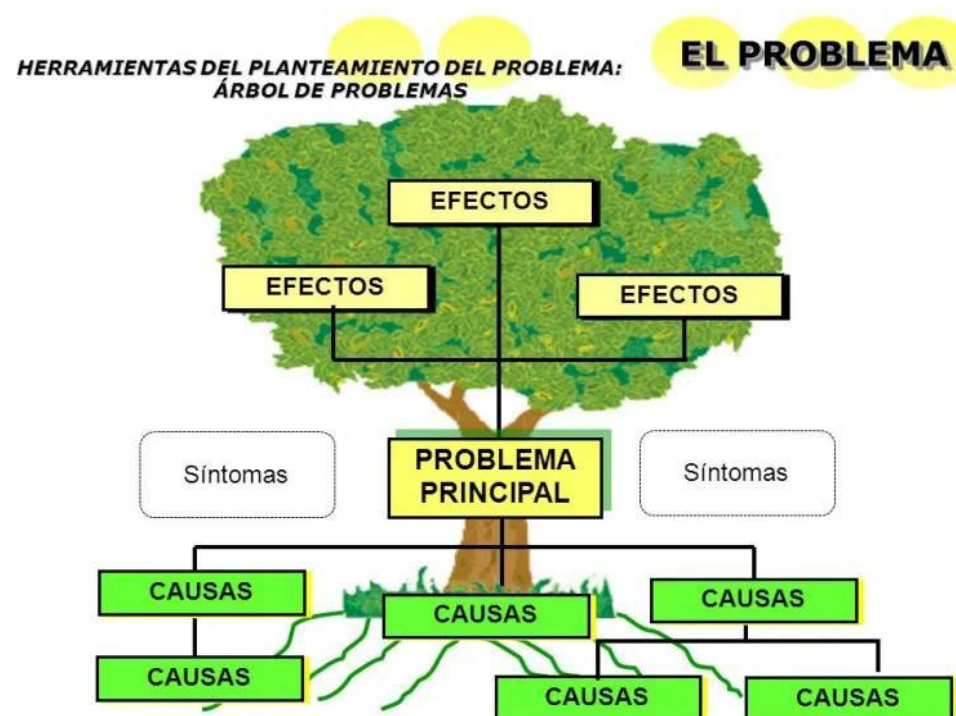 EL PROBLEMA
HERRAMIENTAS DEL PLANTEAMIENTO DEL PROBLEMA:
ÁRBOL DE PROBLEMAS
EFECTOS
EFECTOS
EFECTOS
Síntomas
PROBLEMA
PRINCIPAL
Síntomas
CAUSAS
CAUSAS
CAUSAS
CAUSAS
CAUSAS
CAUSAS